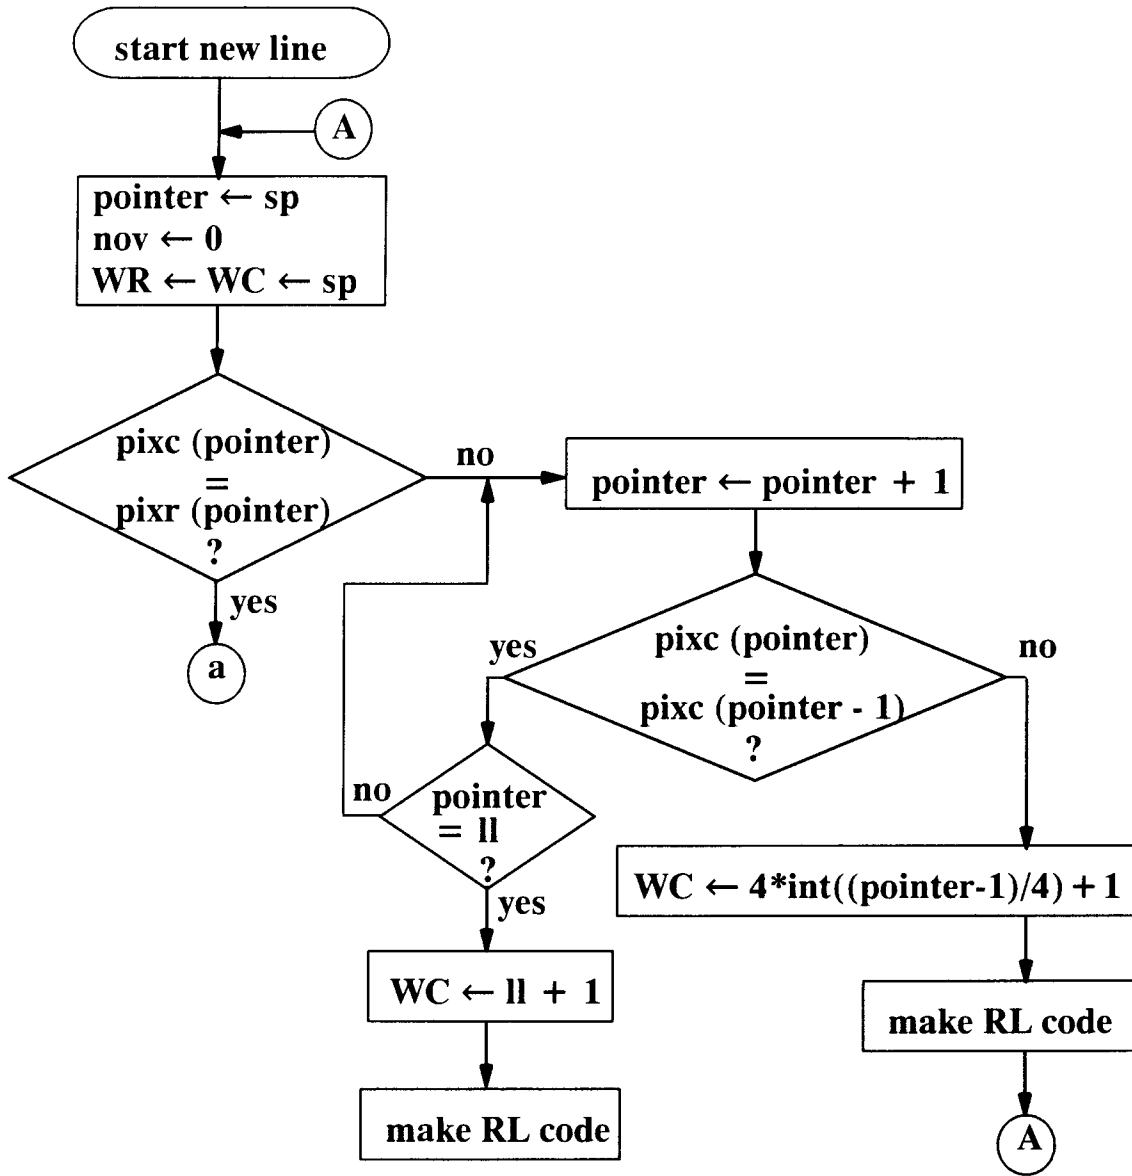 start new line
A
pointer ← sp
nov ← 0
WR ← WC ← sp
pixc (pointer)
=
pixr (pointer)
?
no
yes
a
pointer ← pointer + 1
pixc (pointer)
=
pixc (pointer - 1)
?
yes
no
pointer
= ll
?
no
yes
WC ← 4*int((pointer-1)/4) + 1
WC ← ll + 1
make RL code
make RL code
A